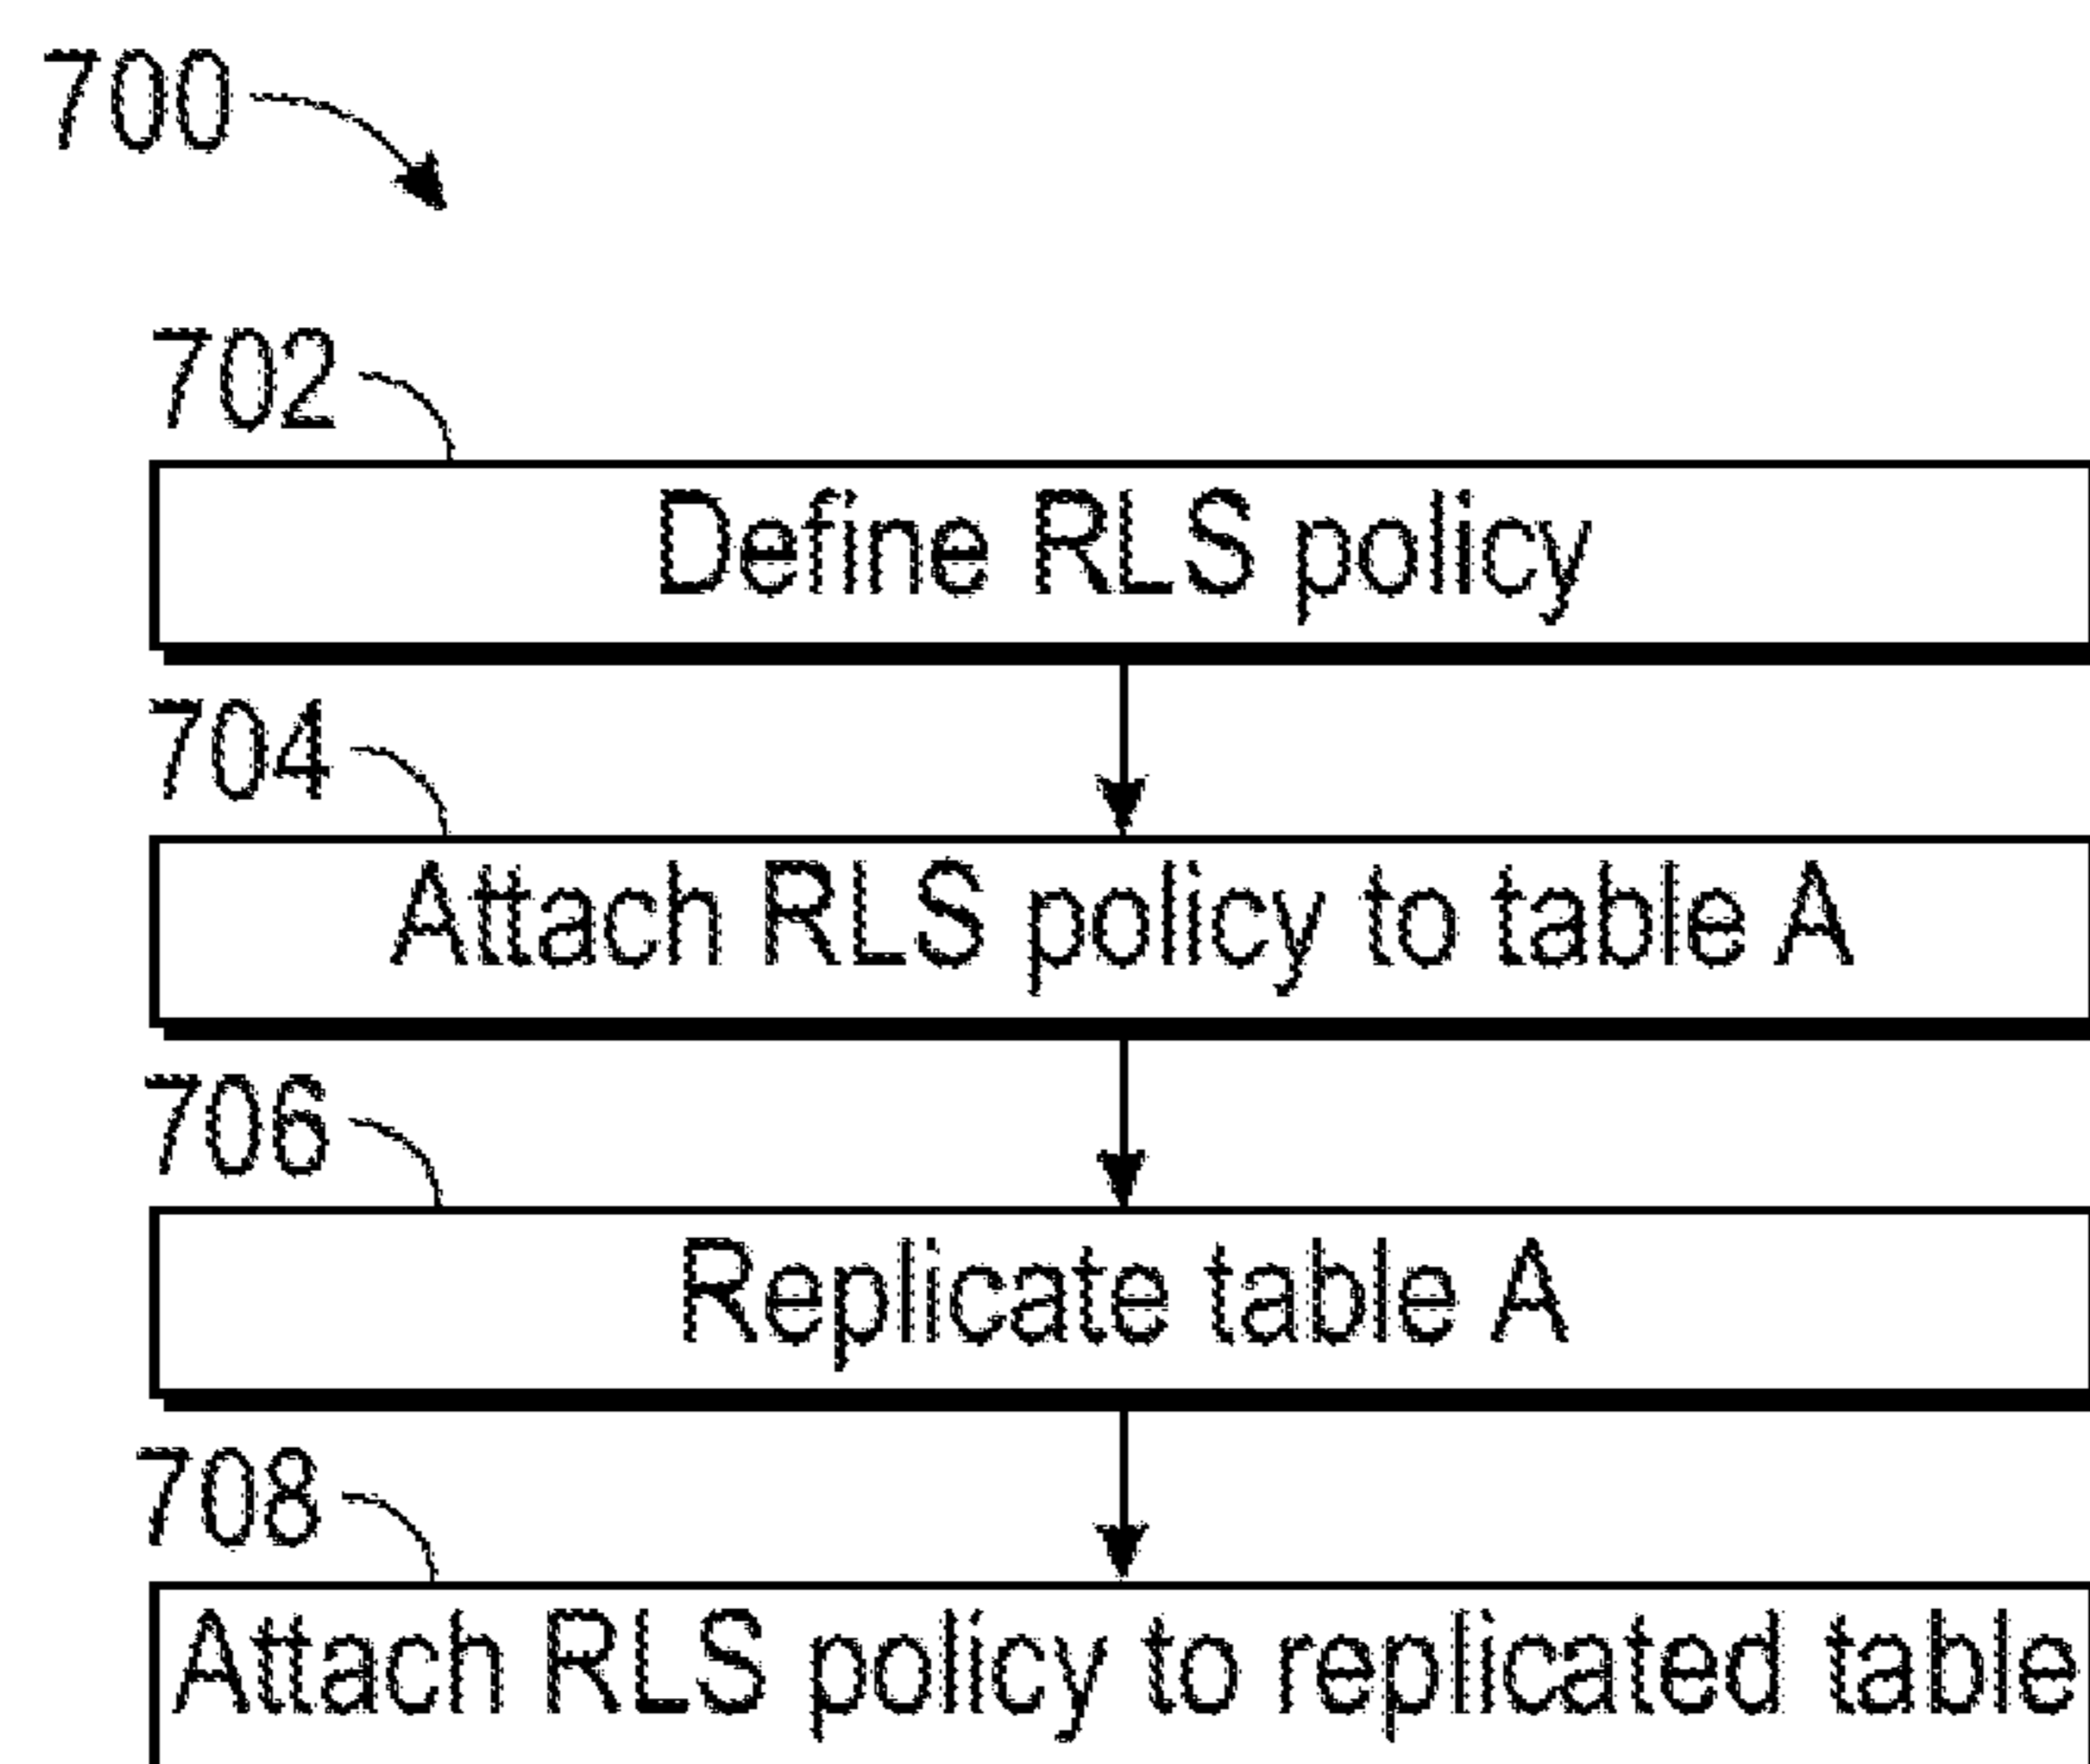 700
702
Define RLS policy
704
Attach RLS policy to table A
706
Replicate table A
708
Attach RLS policy to replicated table